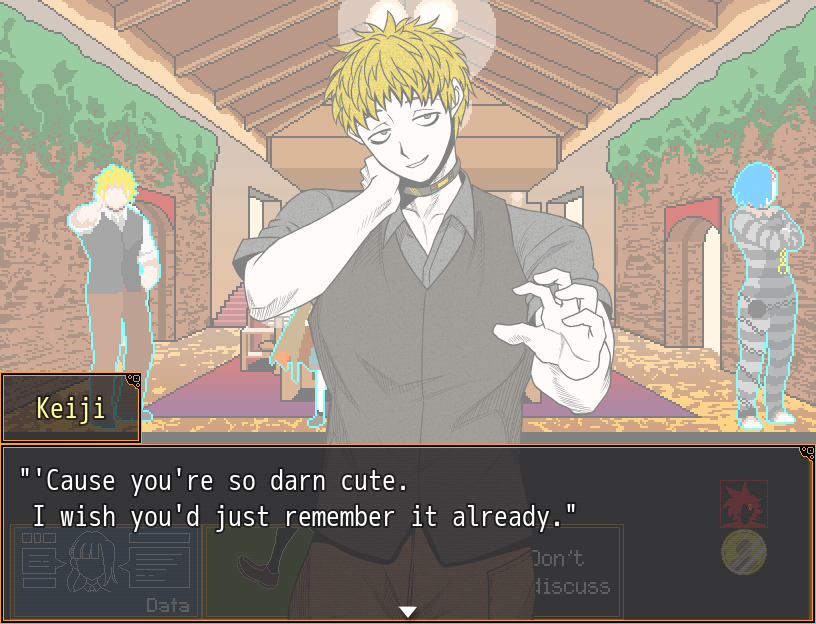 Keiji
"'Cause you're so darn cute.
I wish you'd just remember it already."
Data
Don't
discuss